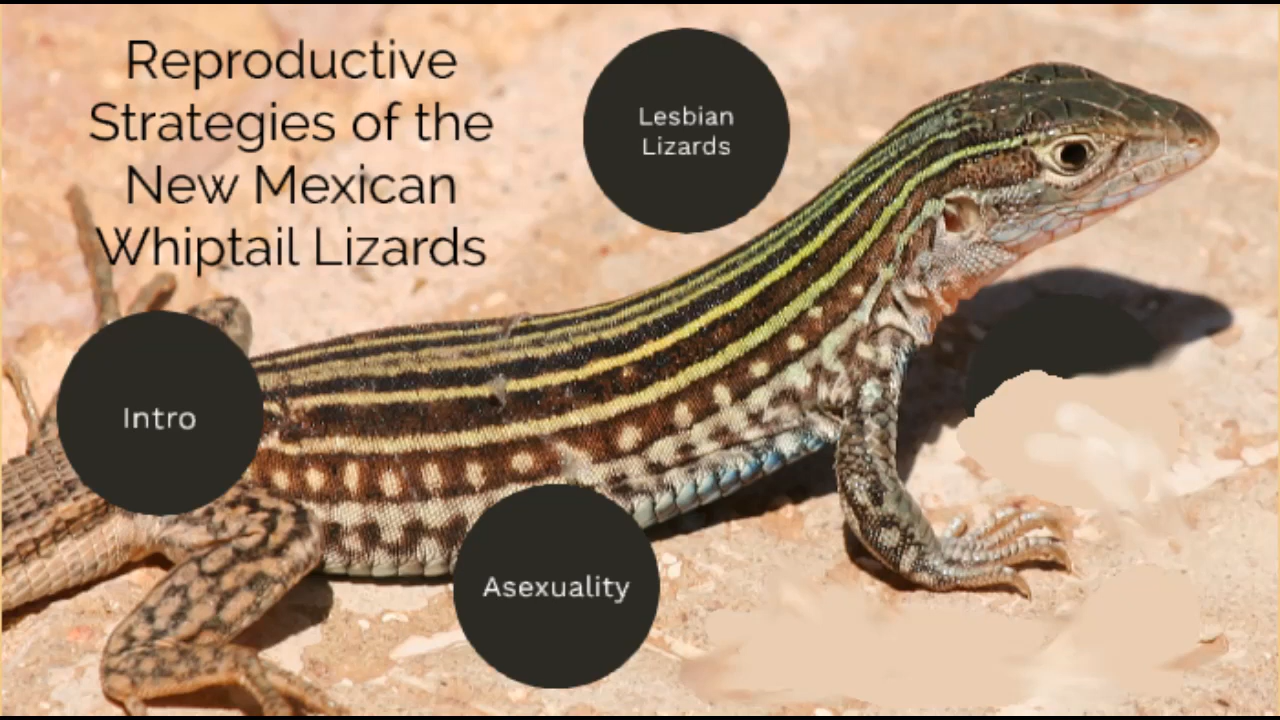 Reproductive
Strategies of the
New Mexican
Whiptail Lizards
Lesbian
Lizards
Intro
Asexuality